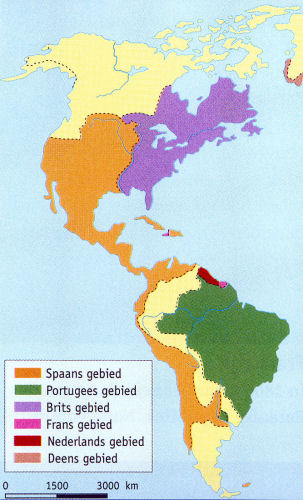 Spaans gebied
Portugees gebied
Brits gebied
Frans gebied
Nederlands gebied
Deens gebied
0 1500 3000 km